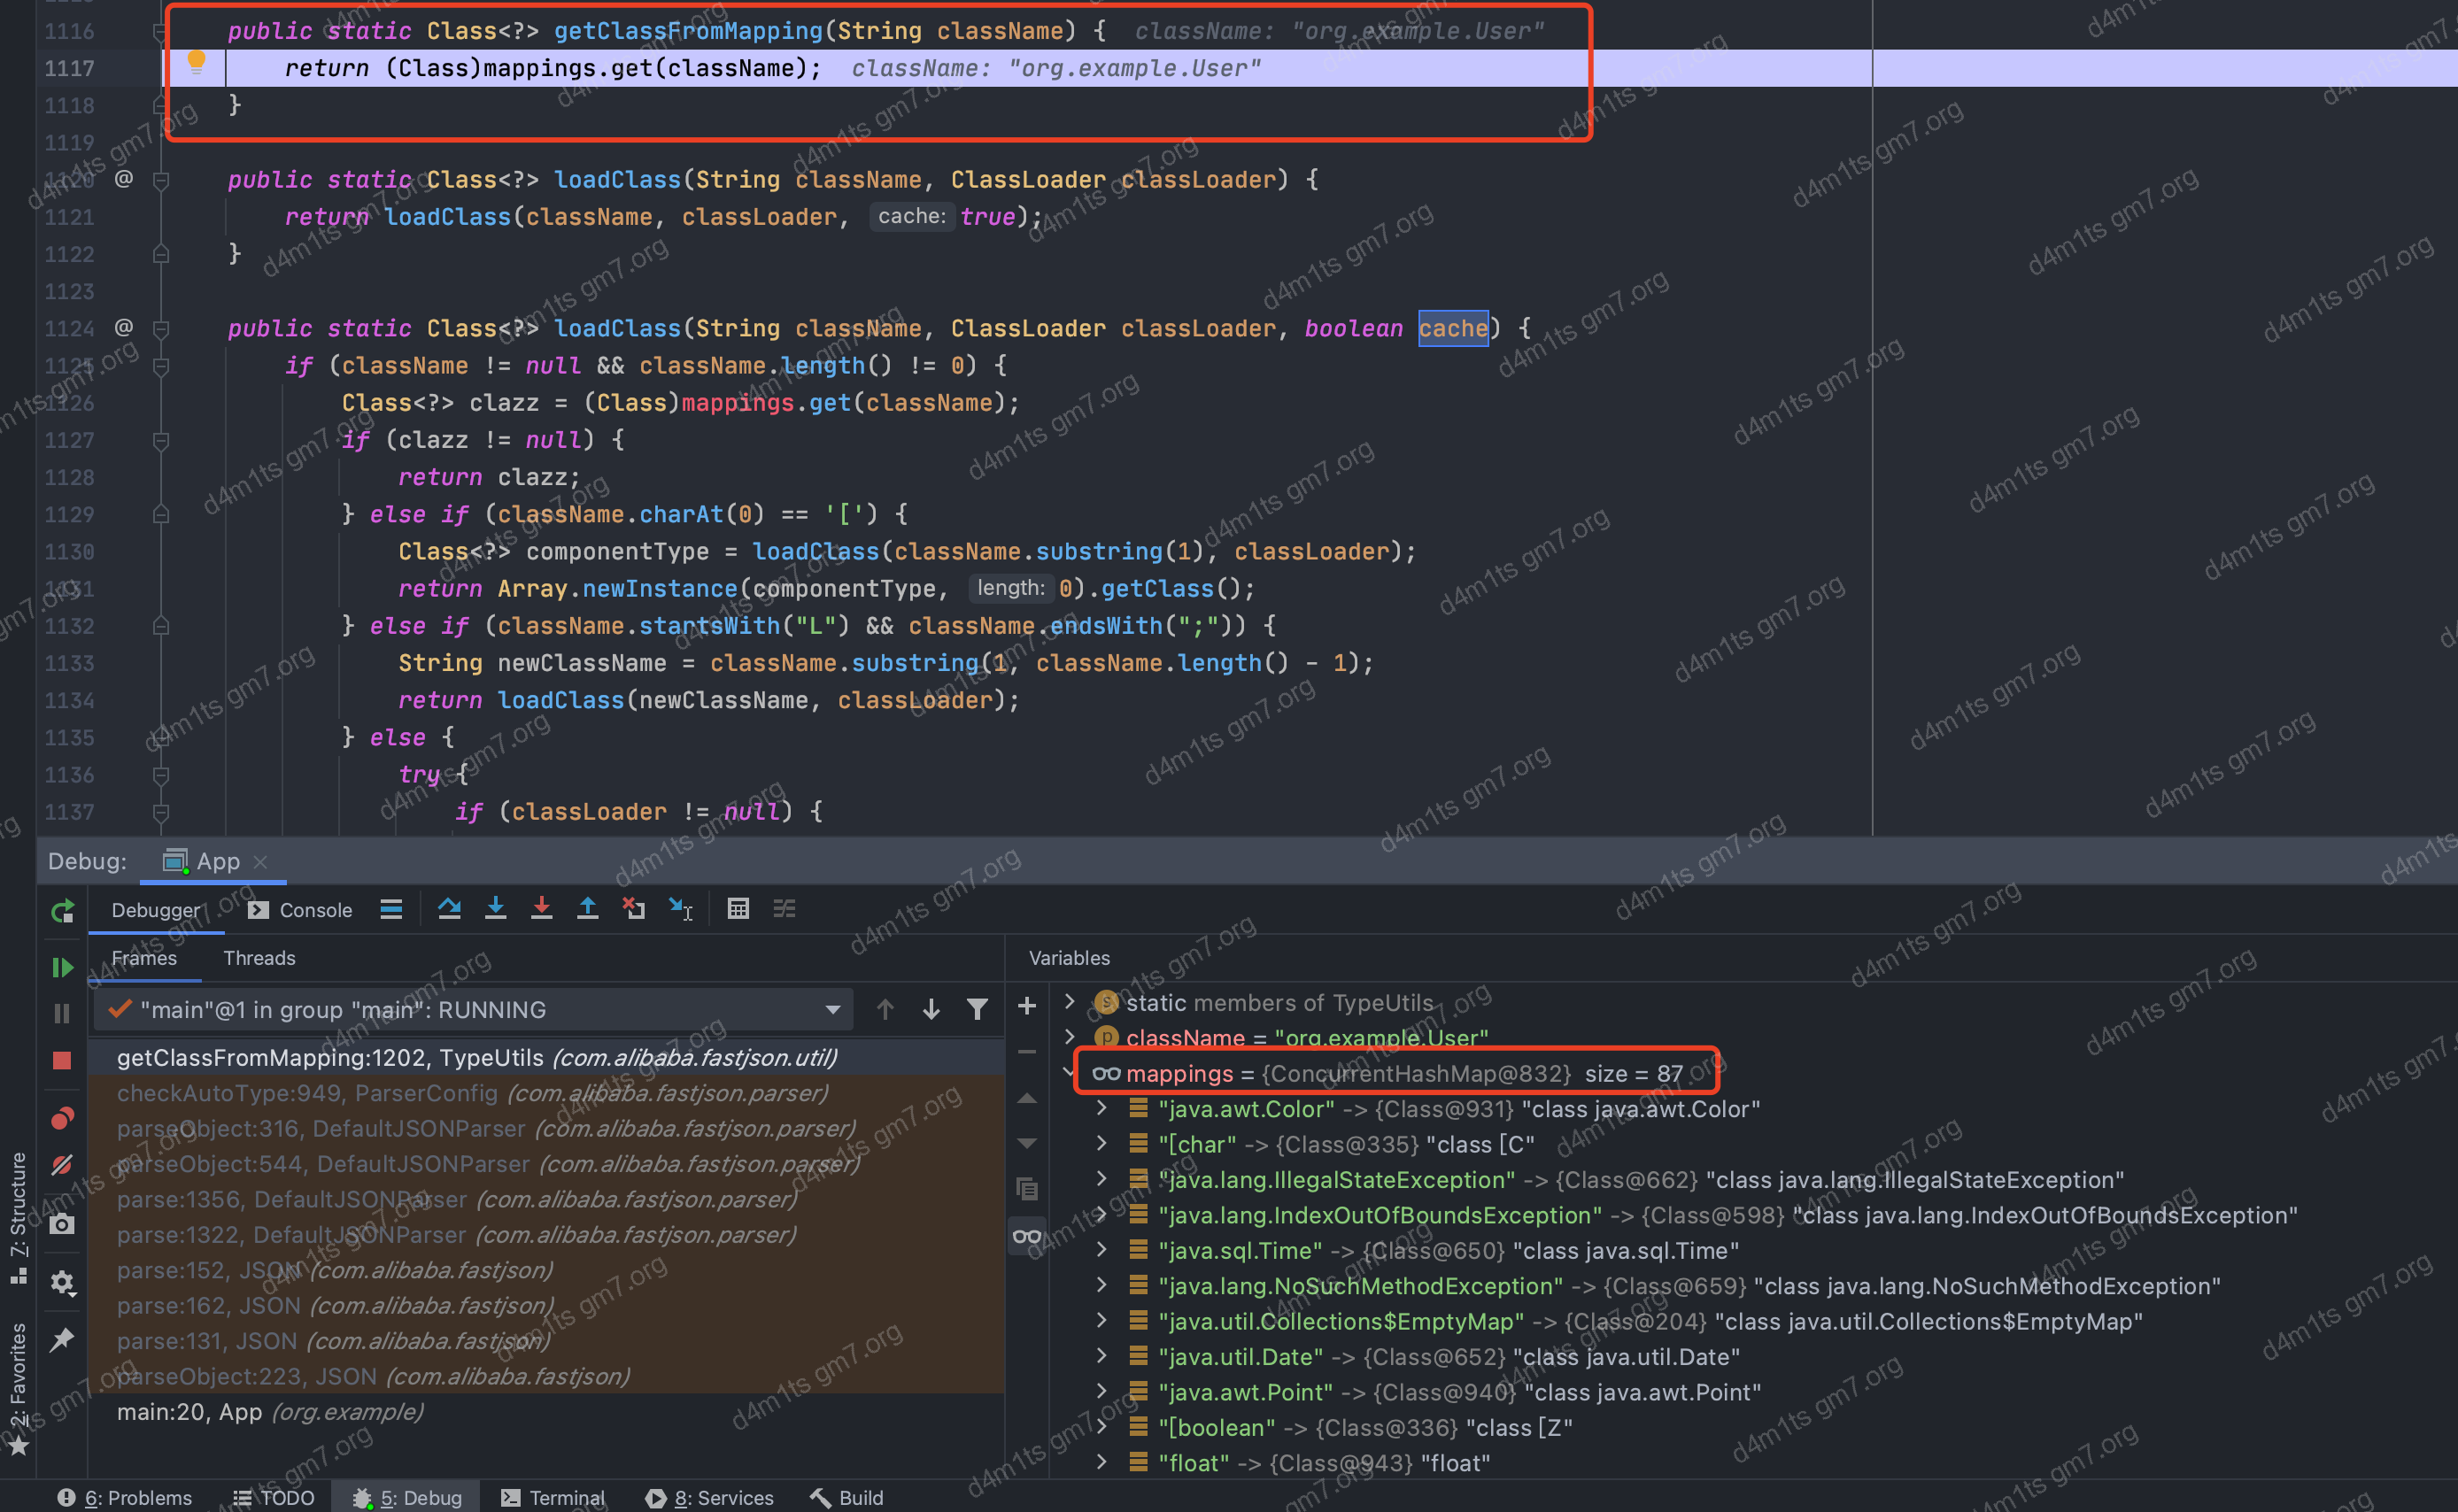 1116 public static Class<?> getClassFromMapping(String className) { className: "org.example.User"
1117 return (Class)mappings.get(className); className: "org.example.User"
1118 }
1119
1120 @ public static Class<?> loadClass(String className, ClassLoader classLoader) {
1121 return loadClass(className, classLoader, cache: true);
1122 }
1123
1124 @ public static Class<?> loadClass(String className, ClassLoader classLoader, boolean cache) {
1125 if (className != null && className.length() != 0) {
1126 Class<?> clazz = (Class)mappings.get(className);
1127 if (clazz != null) {
1128 return clazz;
1129 } else if (className.charAt(0) == '[') {
1130 Class<?> componentType = loadClass(className.substring(1), classLoader);
1131 return Array.newInstance(componentType, length: 0).getClass();
1132 } else if (className.startsWith("L") && className.endsWith(";")) {
1133 String newClassName = className.substring(1, className.length() - 1);
1134 return loadClass(newClassName, classLoader);
1135 } else {
1136 try {
1137 if (classLoader != null) {
Debug: App
Debugger Console
Frames Threads
"main"@1 in group "main": RUNNING
getClassFromMapping:1202, TypeUtils (com.alibaba.fastjson.util)
checkAutoType:949, ParserConfig (com.alibaba.fastjson.parser)
parseObject:316, DefaultJSONParser (com.alibaba.fastjson.parser)
parseObject:544, DefaultJSONParser (com.alibaba.fastjson.parser)
parse:1356, DefaultJSONParser (com.alibaba.fastjson.parser)
parse:1322, DefaultJSONParser (com.alibaba.fastjson.parser)
parse:152, JSON (com.alibaba.fastjson)
parse:162, JSON (com.alibaba.fastjson)
parse:131, JSON (com.alibaba.fastjson)
parseObject:223, JSON (com.alibaba.fastjson)
main:20, App (org.example)
Variables
static members of TypeUtils
className = "org.example.User"
mappings = {ConcurrentHashMap@832} size = 87
"java.awt.Color" -> {Class@931} "class java.awt.Color"
"[char" -> {Class@335} "class [C"
"java.lang.IllegalStateException" -> {Class@662} "class java.lang.IllegalStateException"
"java.lang.IndexOutOfBoundsException" -> {Class@598} "class java.lang.IndexOutOfBoundsException"
"java.sql.Time" -> {Class@650} "class java.sql.Time"
"java.lang.NoSuchMethodException" -> {Class@659} "class java.lang.NoSuchMethodException"
"java.util.Collections$EmptyMap" -> {Class@204} "class java.util.Collections$EmptyMap"
"java.util.Date" -> {Class@652} "class java.util.Date"
"java.awt.Point" -> {Class@940} "class java.awt.Point"
"[boolean" -> {Class@336} "class [Z"
"float" -> {Class@943} "float"
7: Structure
2: Favorites
6: Problems TODO 5: Debug Terminal 8: Services Build
d4m1ts gm7.org